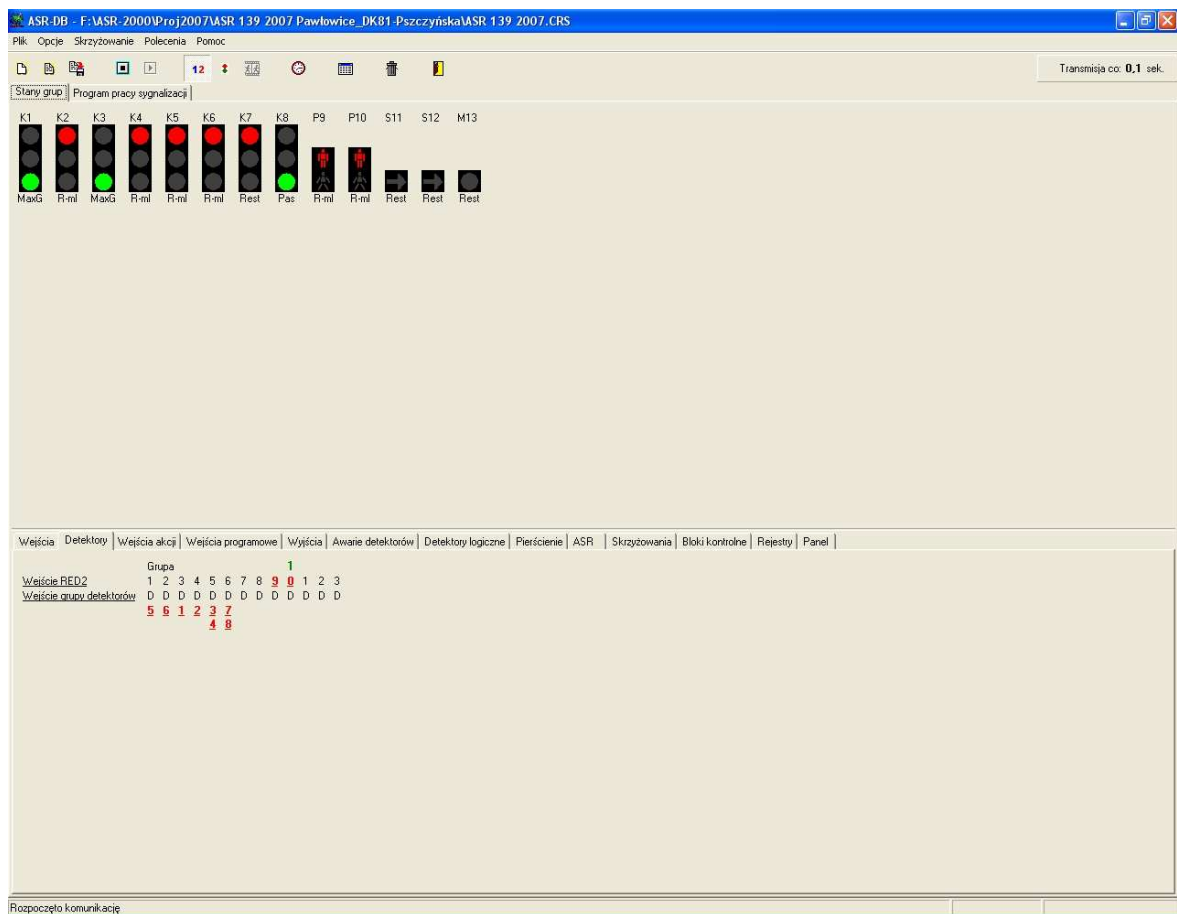 ASR-DB - F:\ASR-2000\Proj2007\ASR 139 2007 Pawłowice_DK81-Pszczyńska\ASR 139 2007.CRS
Plik Opcje Skrzyżowanie Polecenia Pomoc
12 Transmisja co: 0,1 sek.
Stany grup Program pracy sygnalizacji
K1 K2 K3 K4 K5 K6 K7 K8 P9 P10 S11 S12 M13
MaxG R-ml MaxG R-ml R-ml R-ml Rest Pas R-ml R-ml Rest Rest Rest
Wejścia Detektory Wejścia akcji Wejścia programowe Wyjścia Awarie detektorów Detektory logiczne Pierścienie ASR Skrzyżowania Bloki kontrolne Rejestry Panel
Grupa 1
Wejście RED2 1 2 3 4 5 6 7 8 9 0 1 2 3
Wejście grupy detektorów D D D D D D D D D D D D D
5 6 1 2 3 7
4 8
Rozpoczęto komunikację